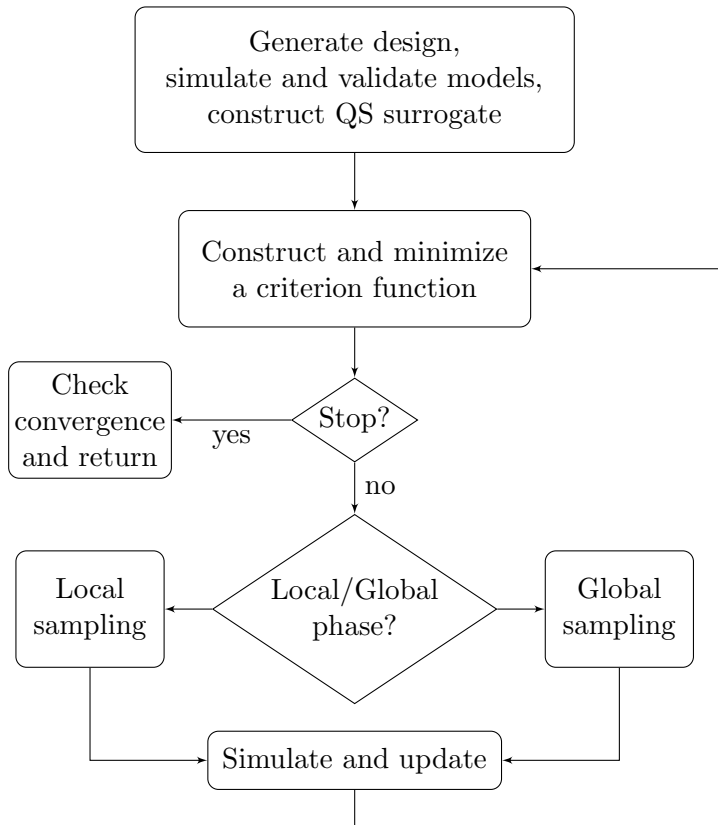 Generate design,
simulate and validate models,
construct QS surrogate
Construct and minimize
a criterion function
Stop?
yes
Check
convergence
and return
no
Local/Global
phase?
Local
sampling
Global
sampling
Simulate and update